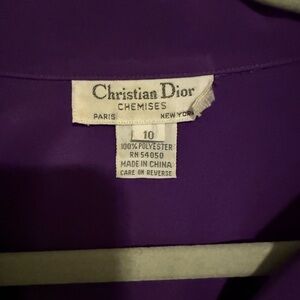 Christian Dior
CHEMISES
PARIS NEW YORK
10
100% POLYESTER
RN 54050
MADE IN CHINA
CARE ON REVERSE